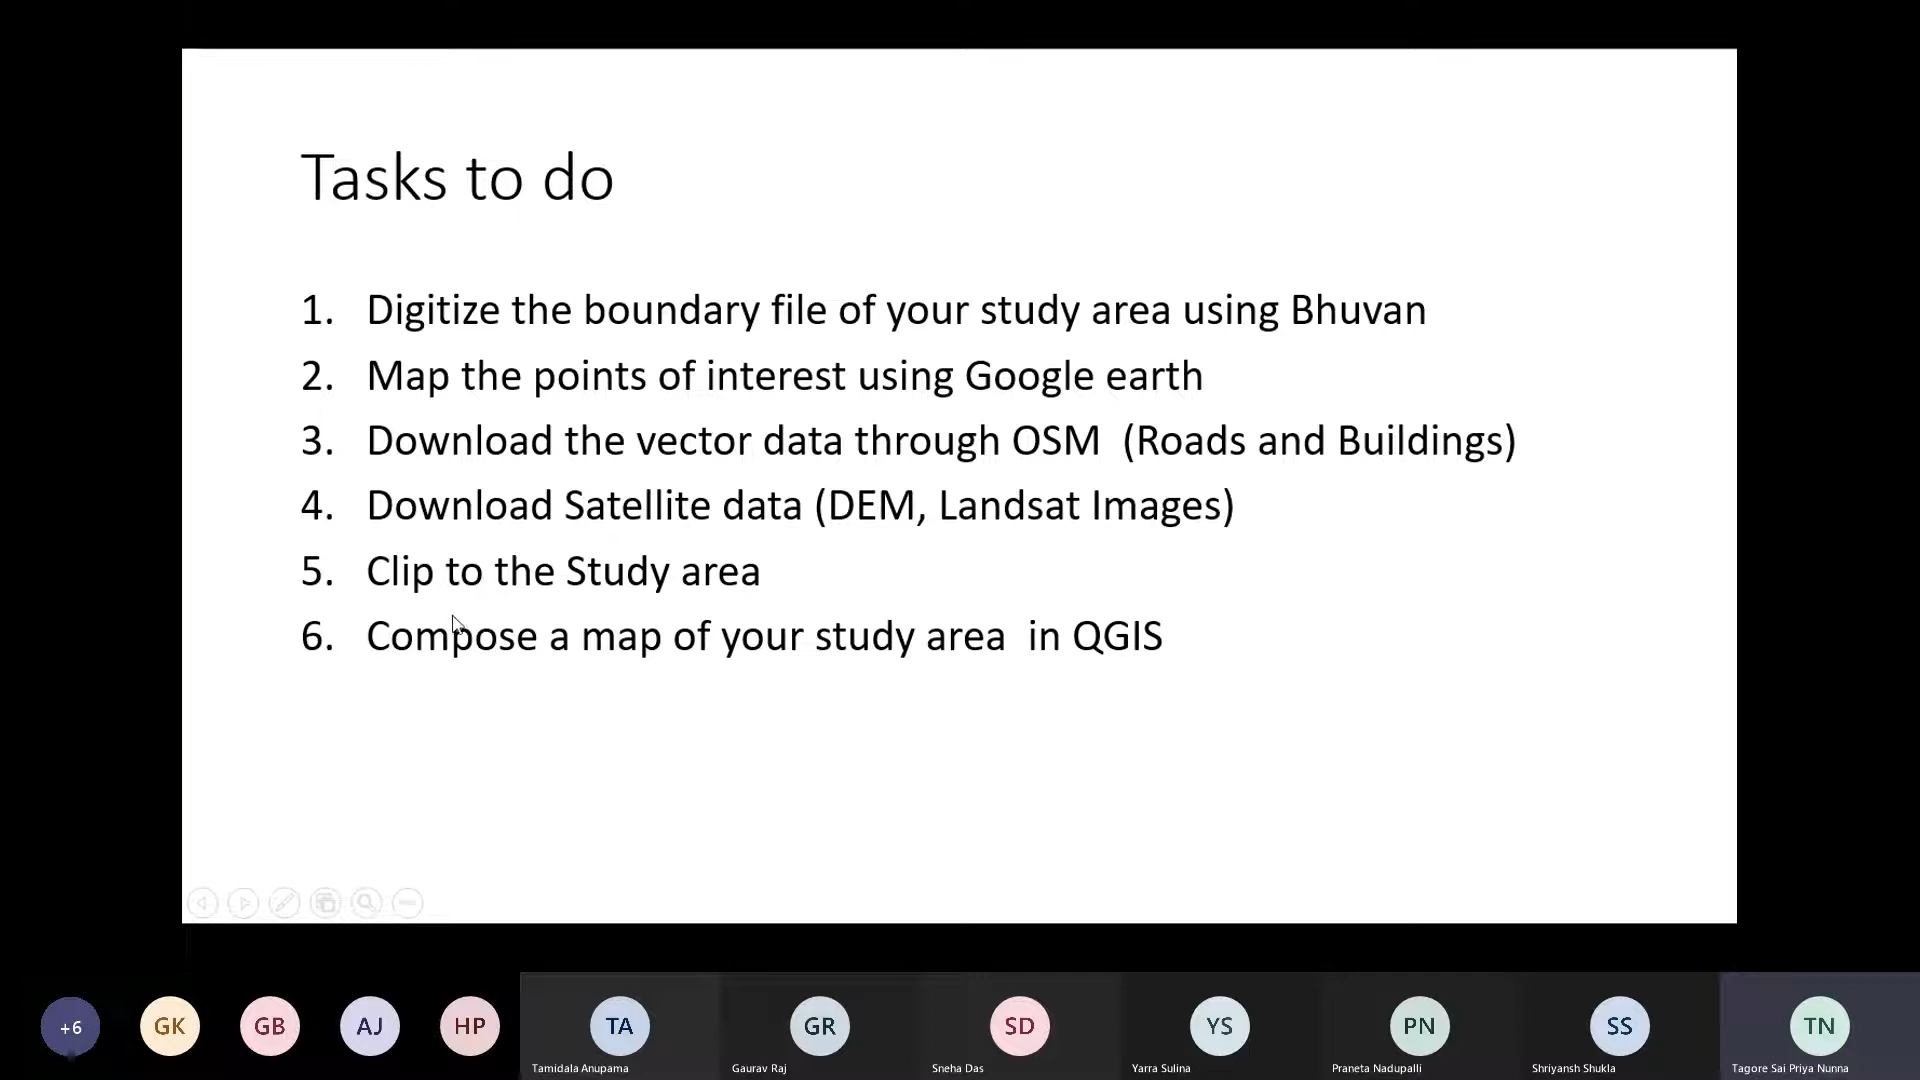 Tasks to do
1. Digitize the boundary file of your study area using Bhuvan
2. Map the points of interest using Google earth
3. Download the vector data through OSM  (Roads and Buildings)
4. Download Satellite data (DEM, Landsat Images)
5. Clip to the Study area
6. Compose a map of your study area  in QGIS
+6
GK
GB
AJ
HP
TA
GR
SD
YS
PN
SS
TN
Tamidala Anupama
Gaurav Raj
Sneha Das
Yarra Sulina
Praneta Nadupalli
Shriyansh Shukla
Tagore Sai Priya Nunna